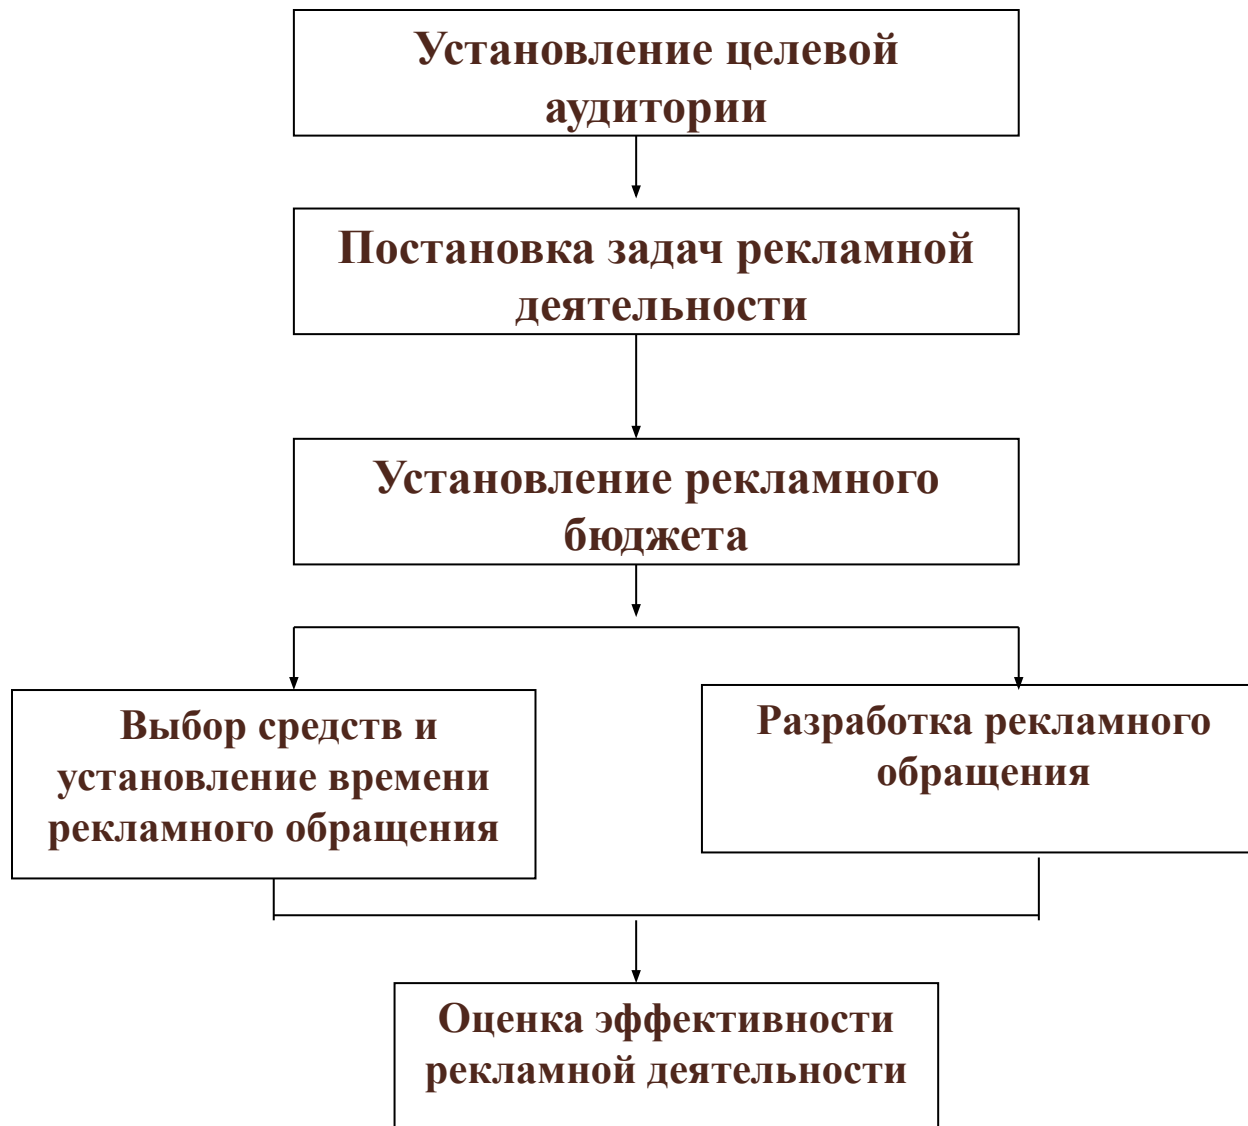 Установление целевой
аудитории
Постановка задач рекламной
деятельности
Установление рекламного
бюджета
Выбор средств и
установление времени
рекламного обращения
Разработка рекламного
обращения
Оценка эффективности
рекламной деятельности